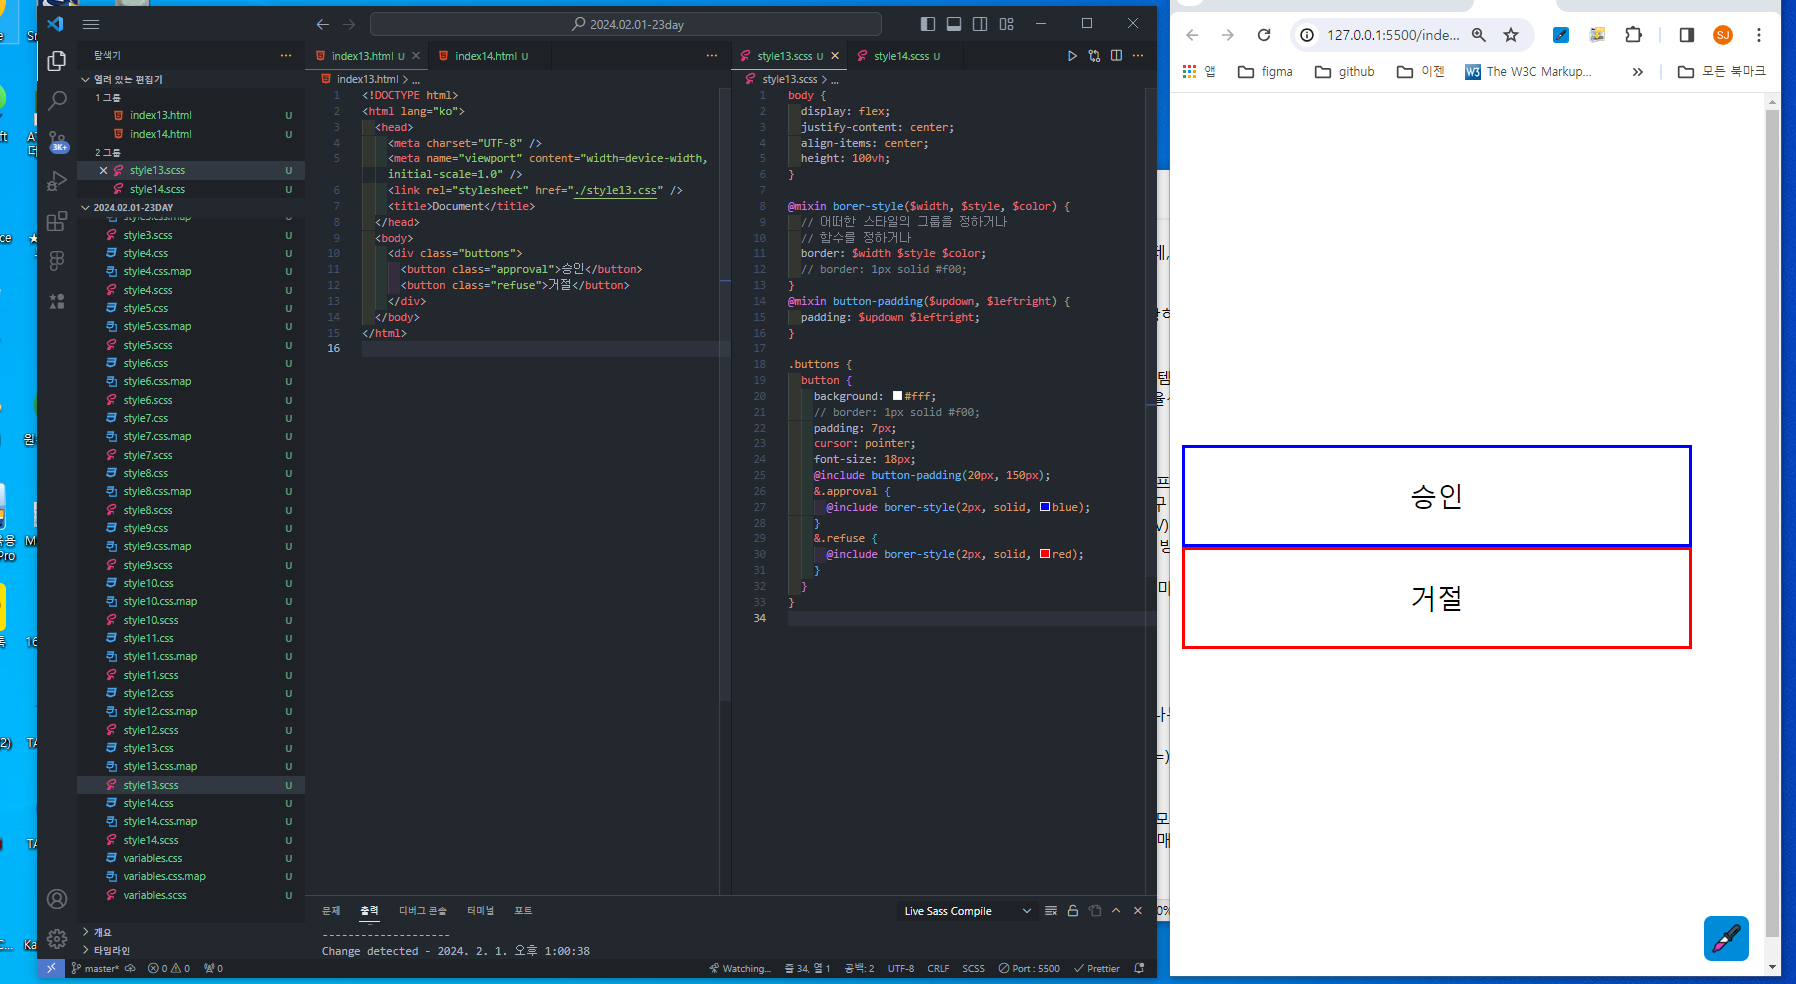 2024.02.01-23day
탐색기
열려 있는 편집기
1 그룹
index13.html U
index14.html U
2 그룹
style13.scss U
style14.scss U
2024.02.01-23DAY
style2.css.map U
style3.scss U
style4.css U
style4.css.map U
style4.scss U
style5.css U
style5.css.map U
style5.scss U
style6.css U
style6.css.map U
style6.scss U
style7.css U
style7.css.map U
style7.scss U
style8.css U
style8.css.map U
style8.scss U
style9.css U
style9.css.map U
style9.scss U
style10.css U
style10.css.map U
style10.scss U
style11.css U
style11.css.map U
style11.scss U
style12.css U
style12.css.map U
style12.scss U
style13.css U
style13.css.map U
style13.scss U
style14.css U
style14.css.map U
style14.scss U
variables.css U
variables.css.map U
variables.scss U
개요
타임라인
3K+
index13.html U
index14.html U
index13.html > ...
1 <!DOCTYPE html>
2 <html lang="ko">
3 <head>
4 <meta charset="UTF-8" />
5 <meta name="viewport" content="width=device-width,
initial-scale=1.0" />
6 <link rel="stylesheet" href="./style13.css" />
7 <title>Document</title>
8 </head>
9 <body>
10 <div class="buttons">
11 <button class="approval">승인</button>
12 <button class="refuse">거절</button>
13 </div>
14 </body>
15 </html>
16
style13.scss U
style14.scss U
style13.scss > ...
1 body {
2 display: flex;
3 justify-content: center;
4 align-items: center;
5 height: 100vh;
6 }
7
8 @mixin borer-style($width, $style, $color) {
9 // 어떠한 스타일의 그룹을 정하거나
10 // 함수를 정하거나
11 border: $width $style $color;
12 // border: 1px solid #f00;
13 }
14 @mixin button-padding($updown, $leftright) {
15 padding: $updown $leftright;
16 }
17
18 .buttons {
19 button {
20 background: #fff;
21 // border: 1px solid #f00;
22 padding: 7px;
23 cursor: pointer;
24 font-size: 18px;
25 @include button-padding(20px, 150px);
26 &.approval {
27 @include borer-style(2px, solid, blue);
28 }
29 &.refuse {
30 @include borer-style(2px, solid, red);
31 }
32 }
33 }
34
문제 출력 디버그 콘솔 터미널 포트
Live Sass Compile
--------------------
Change detected - 2024. 2. 1. 오후 1:00:38
master* 0 0 0
Watching... 줄 34, 열 1 공백: 2 UTF-8 CRLF SCSS Port : 5500 Prettier
127.0.0.1:5500/inde...
SJ
앱 figma github 이젠 The W3C Markup... » 모든 북마크
승인
거절